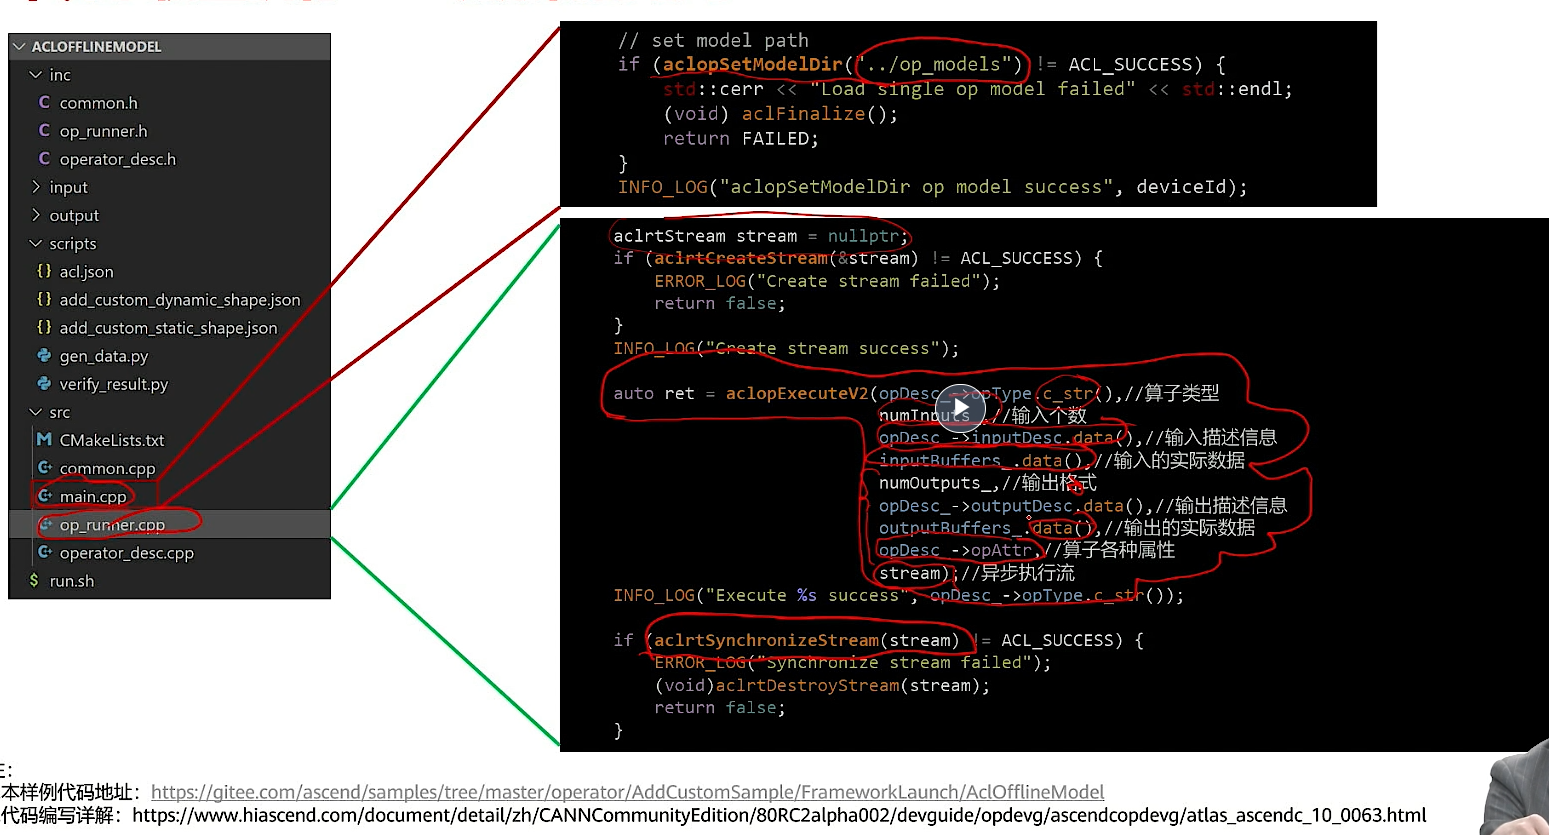 ACLOFFLINEMODEL
inc
common.h
op_runner.h
operator_desc.h
input
output
scripts
acl.json
add_custom_dynamic_shape.json
add_custom_static_shape.json
gen_data.py
verify_result.py
src
CMakeLists.txt
common.cpp
main.cpp
op_runner.cpp
operator_desc.cpp
run.sh
// set model path
if (aclopSetModelDir("../op_models") != ACL_SUCCESS) {
std::cerr << "Load single op model failed" << std::endl;
(void) aclFinalize();
return FAILED;
}
INFO_LOG("aclopSetModelDir op model success", deviceId);
aclrtStream stream = nullptr;
if (aclrtCreateStream(&stream) != ACL_SUCCESS) {
ERROR_LOG("Create stream failed");
return false;
}
INFO_LOG("Create stream success");
auto ret = aclopExecuteV2(opDesc_->opType.c_str(),//算子类型
numInputs_,//输入个数
opDesc_->inputDesc.data(),//输入描述信息
inputBuffers_.data(),//输入的实际数据
numOutputs_,//输出格式
opDesc_->outputDesc.data(),//输出描述信息
outputBuffers_.data(),//输出的实际数据
opDesc_->opAttr,//算子各种属性
stream);//异步执行流
INFO_LOG("Execute %s success", opDesc_->opType.c_str());
if (aclrtSynchronizeStream(stream) != ACL_SUCCESS) {
ERROR_LOG("Synchronize stream failed");
(void)aclrtDestroyStream(stream);
return false;
}
本样例代码地址：https://gitee.com/ascend/samples/tree/master/operator/AddCustomSample/FrameworkLaunch/AclOfflineModel
代码编写详解：https://www.hiascend.com/document/detail/zh/CANNCommunityEdition/80RC2alpha002/devguide/opdevg/ascendcopdevg/atlas_ascendc_10_0063.html